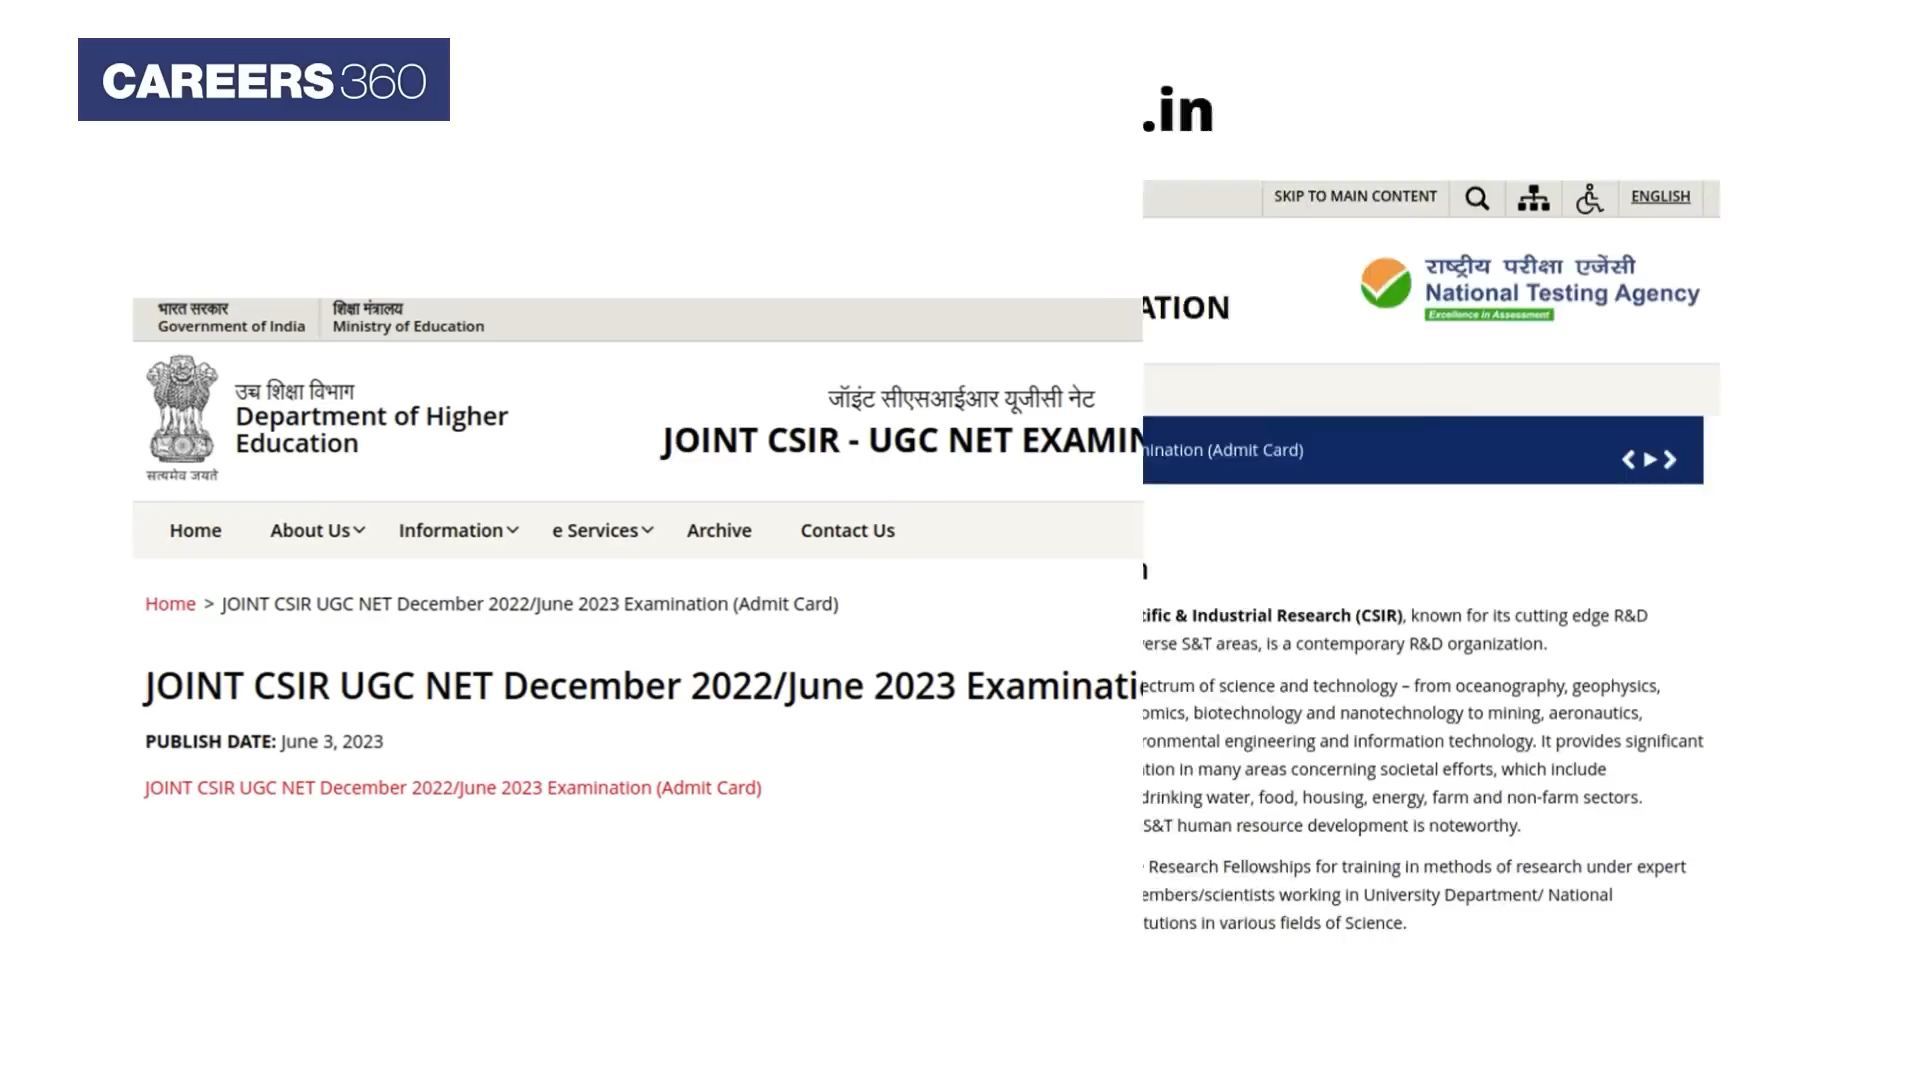 CAREERS360
.in
SKIP TO MAIN CONTENT
ENGLISH
राष्ट्रीय परीक्षा एजेंसी
National Testing Agency
Excellence in Assessment
ATION
भारत सरकार
Government of India
शिक्षा मंत्रालय
Ministry of Education
उच्च शिक्षा विभाग
Department of Higher
Education
सत्यमेव जयते
जॉइंट सीएसआईआर यूजीसी नेट
JOINT CSIR - UGC NET EXAMIN
Home
About Us
Information
e Services
Archive
Contact Us
Home > JOINT CSIR UGC NET December 2022/June 2023 Examination (Admit Card)
JOINT CSIR UGC NET December 2022/June 2023 Examinati
PUBLISH DATE: June 3, 2023
JOINT CSIR UGC NET December 2022/June 2023 Examination (Admit Card)
ination (Admit Card)
tific & Industrial Research (CSIR), known for its cutting edge R&D
erse S&T areas, is a contemporary R&D organization.
ectrum of science and technology – from oceanography, geophysics,
omics, biotechnology and nanotechnology to mining, aeronautics,
ronmental engineering and information technology. It provides significant
tion in many areas concerning societal efforts, which include
drinking water, food, housing, energy, farm and non-farm sectors.
S&T human resource development is noteworthy.
Research Fellowships for training in methods of research under expert
embers/scientists working in University Department/ National
tutions in various fields of Science.